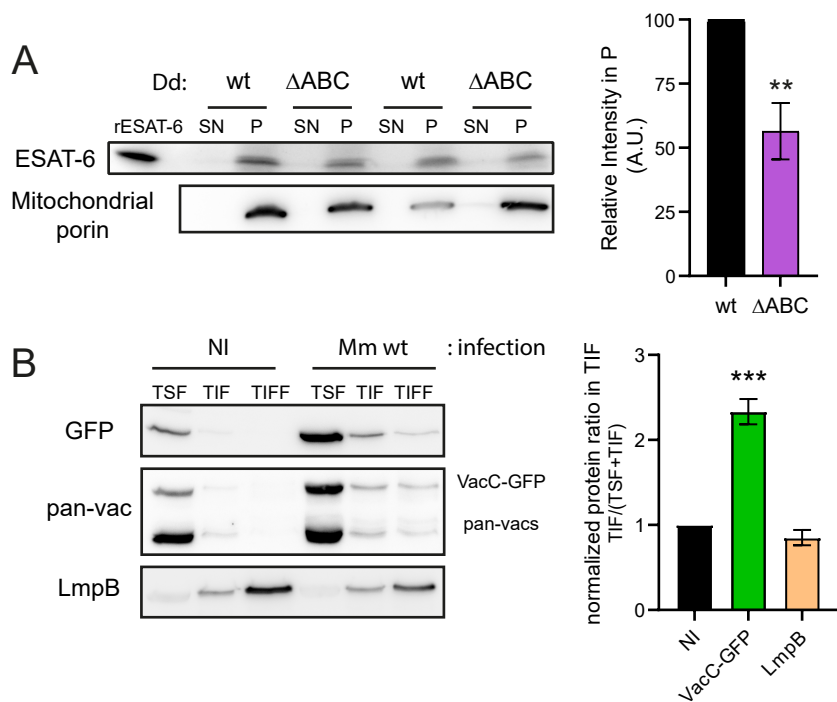 A
Dd: wt ΔABC wt ΔABC
rESAT-6 SN P SN P SN P SN P
ESAT-6
Mitochondrial
porin
Relative Intensity in P
(A.U.)
100
75
50
25
0
**
wt ΔABC
B
NI Mm wt : infection
TSF TIF TIFF TSF TIF TIFF
GFP
pan-vac
VacC-GFP
pan-vacs
LmpB
normalized protein ratio in TIF
TIF/(TSF+TIF)
3
2
1
0
***
NI
VacC-GFP
LmpB